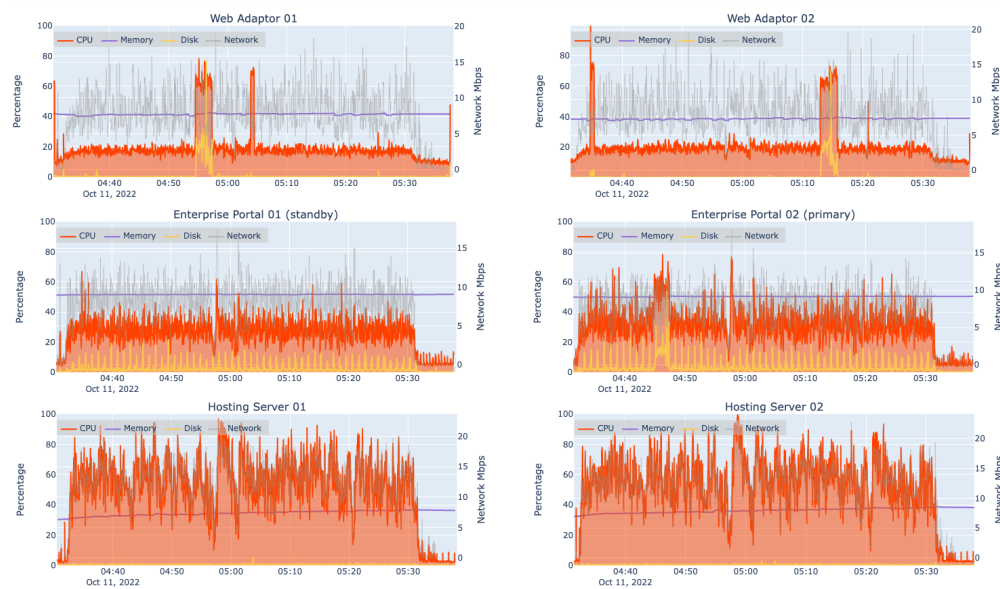 Web Adaptor 01
CPU Memory Disk Network
Percentage
Network Mbps
100
80
60
40
20
0
20
15
10
5
0
04:40 04:50 05:00 05:10 05:20 05:30
Oct 11, 2022
Web Adaptor 02
CPU Memory Disk Network
Percentage
Network Mbps
100
80
60
40
20
0
20
15
10
5
0
04:40 04:50 05:00 05:10 05:20 05:30
Oct 11, 2022
Enterprise Portal 01 (standby)
CPU Memory Disk Network
Percentage
Network Mbps
100
80
60
40
20
0
15
10
5
0
04:40 04:50 05:00 05:10 05:20 05:30
Oct 11, 2022
Enterprise Portal 02 (primary)
CPU Memory Disk Network
Percentage
Network Mbps
100
80
60
40
20
0
15
10
5
0
04:40 04:50 05:00 05:10 05:20 05:30
Oct 11, 2022
Hosting Server 01
CPU Memory Disk Network
Percentage
Network Mbps
100
80
60
40
20
0
20
15
10
5
0
04:40 04:50 05:00 05:10 05:20 05:30
Oct 11, 2022
Hosting Server 02
CPU Memory Disk Network
Percentage
Network Mbps
100
80
60
40
20
0
20
15
10
5
0
04:40 04:50 05:00 05:10 05:20 05:30
Oct 11, 2022